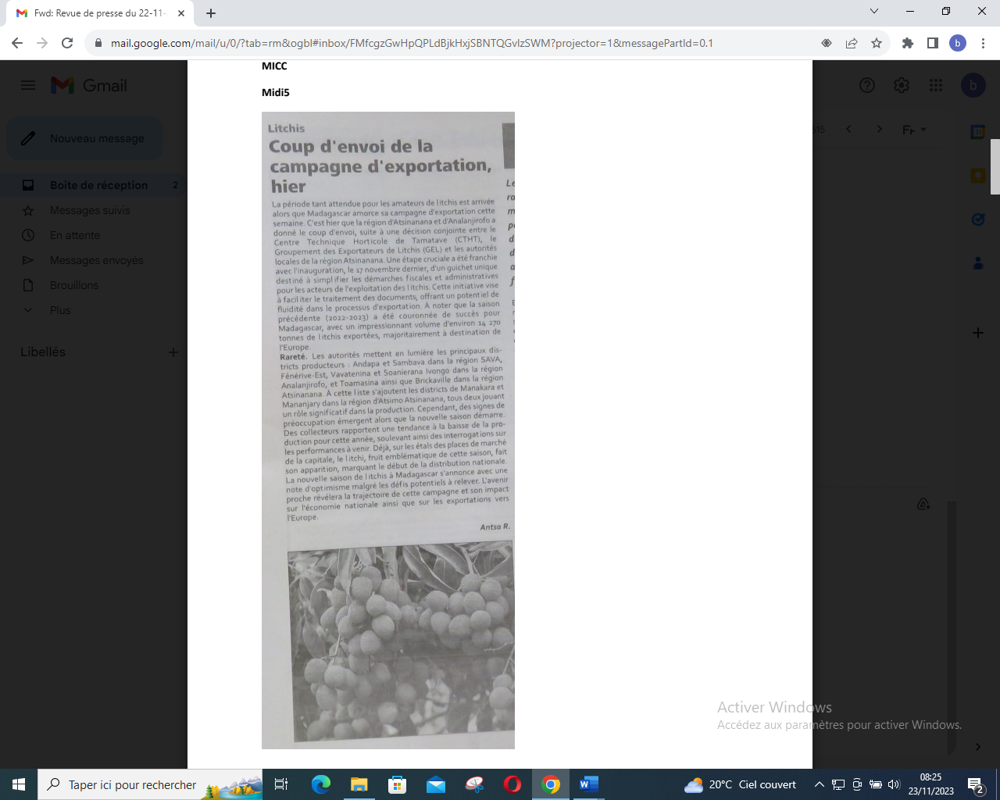 Fwd: Revue de presse du 22-11-
mail.google.com/mail/u/0/?tab=rm&ogbl#inbox/FMfcgzGwHpQPLdBjkHxjSBNTQGvlzSWM?projector=1&messagePartId=0.1
b
Gmail
b
Nouveau message
Boîte de réception 2
Messages suivis
En attente
Messages envoyés
Brouillons
Plus
Libellés
515
Fr
MICC
Midi5
Litchis
Coup d'envoi de la
campagne d'exportation,
hier
La période tant attendue pour les amateurs de litchis est arrivée
alors que Madagascar amorce sa campagne d'exportation cette
semaine. C'est hier que la région d'Atsinanana et d'Analanjirofo a
donné le coup d'envoi, suite à une décision conjointe entre le
Centre Technique Horticole de Tamatave (CTHT), le
Groupement des Exportateurs de Litchis (GEL) et les autorités
locales de la région Atsinanana. Une étape cruciale a été franchie
avec l'inauguration, le 17 novembre dernier, d'un guichet unique
destiné à simplifier les démarches fiscales et administratives
pour les acteurs de l'exploitation des litchis. Cette initiative vise
à faciliter le traitement des documents, offrant un potentiel de
fluidité dans le processus d'exportation. À noter que la saison
précédente (2022-2023) a été couronnée de succès pour
Madagascar, avec un impressionnant volume d'environ 14 270
tonnes de litchis exportées, majoritairement à destination de
l'Europe.
Rareté. Les autorités mettent en lumière les principaux dis-
tricts producteurs : Andapa et Sambava dans la région SAVA,
Fénérive-Est, Vavatenina et Soanierana Ivongo dans la région
Analanjirofo, et Toamasina ainsi que Brickaville dans la région
Atsinanana. À cette liste s'ajoutent les districts de Manakara et
Mananjary dans la région d'Atsimo Atsinanana, tous deux jouant
un rôle significatif dans la production. Cependant, des signes de
préoccupation émergent alors que la nouvelle saison démarre.
Des collecteurs rapportent une tendance à la baisse de la pro-
duction pour cette année, soulevant ainsi des interrogations sur
les performances à venir. Déjà, sur les étals des places de marché
de la capitale, le litchi, fruit emblématique de cette saison, fait
son apparition, marquant le début de la distribution nationale.
La nouvelle saison de litchis à Madagascar s'annonce avec une
note d'optimisme malgré les défis potentiels à relever. L'avenir
proche révélera la trajectoire de cette campagne et son impact
sur l'économie nationale ainsi que sur les exportations vers
l'Europe.
Antsa R.
Le
Activer Windows
Accédez aux paramètres pour activer Windows.
Taper ici pour rechercher
20°C Ciel couvert
08:25
23/11/2023
2